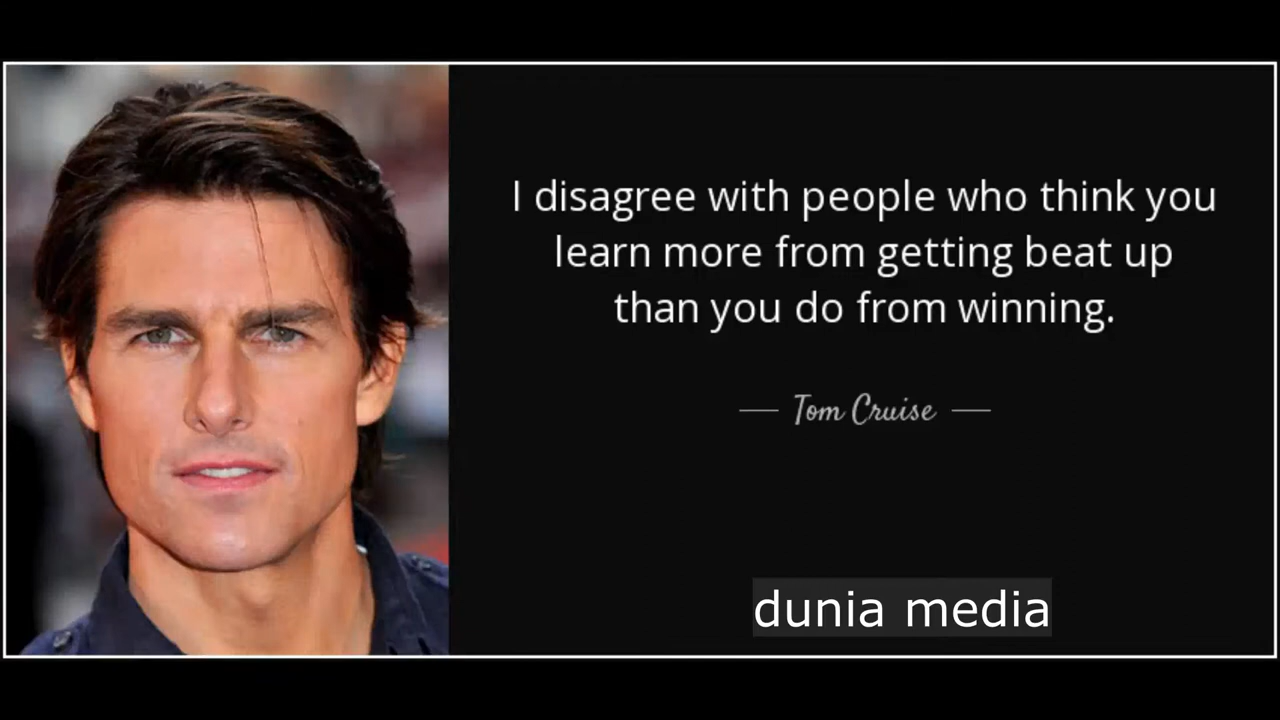 I disagree with people who think you
learn more from getting beat up
than you do from winning.
Tom Cruise
dunia media